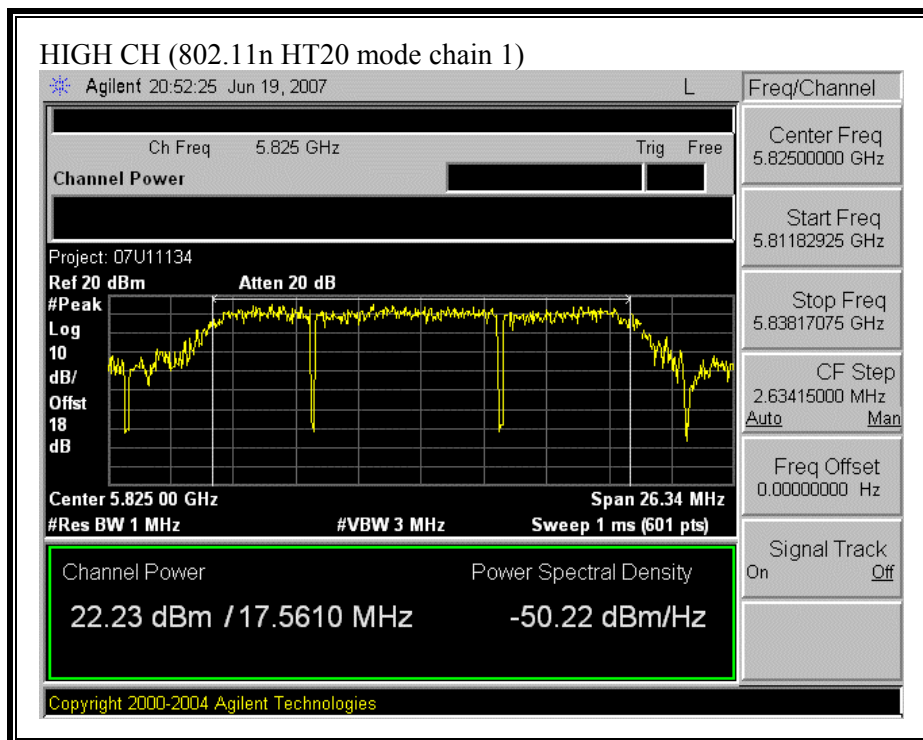 HIGH CH (802.11n HT20 mode chain 1)
Agilent 20:52:25 Jun 19, 2007 L
Freq/Channel
Ch Freq 5.825 GHz Trig Free
Channel Power
Center Freq
5.82500000 GHz
Start Freq
5.81182925 GHz
Stop Freq
5.83817075 GHz
CF Step
2.63415000 MHz
Auto Man
Freq Offset
0.00000000 Hz
Signal Track
On Off
Project: 07U11134
Ref 20 dBm Atten 20 dB
#Peak
Log
10
dB/
Offst
18
dB
Center 5.825 00 GHz Span 26.34 MHz
#Res BW 1 MHz #VBW 3 MHz Sweep 1 ms (601 pts)
Channel Power Power Spectral Density
22.23 dBm / 17.5610 MHz -50.22 dBm/Hz
Copyright 2000-2004 Agilent Technologies